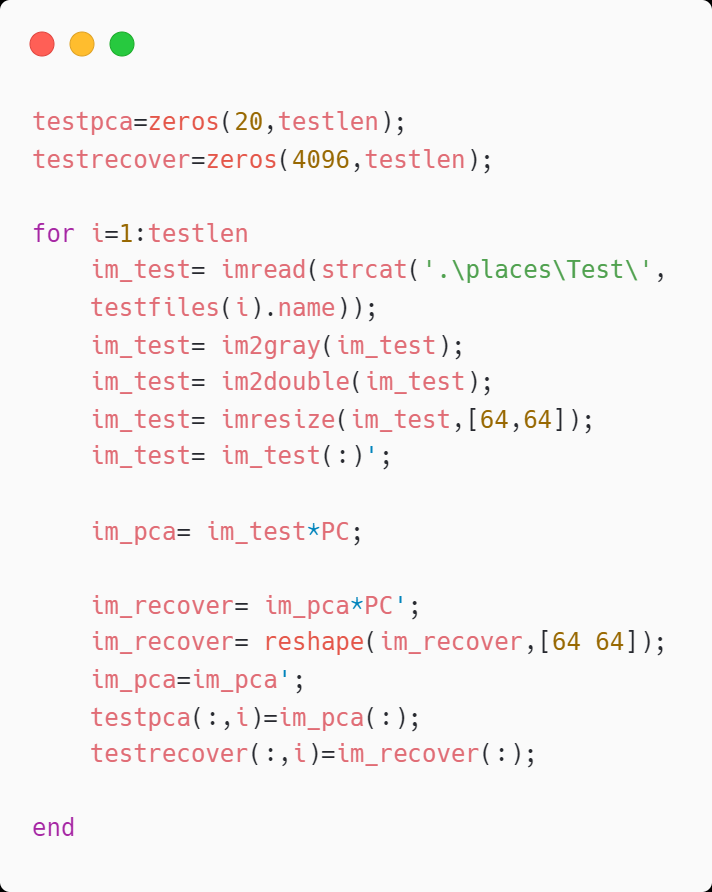 testpca=zeros(20,testlen);
testrecover=zeros(4096,testlen);
for i=1:testlen
im_test= imread(strcat('.\places\Test\',
testfiles(i).name));
im_test= im2gray(im_test);
im_test= im2double(im_test);
im_test= imresize(im_test,[64,64]);
im_test= im_test(:)';
im_pca= im_test*PC;
im_recover= im_pca*PC';
im_recover= reshape(im_recover,[64 64]);
im_pca=im_pca';
testpca(:,i)=im_pca(:);
testrecover(:,i)=im_recover(:);
end